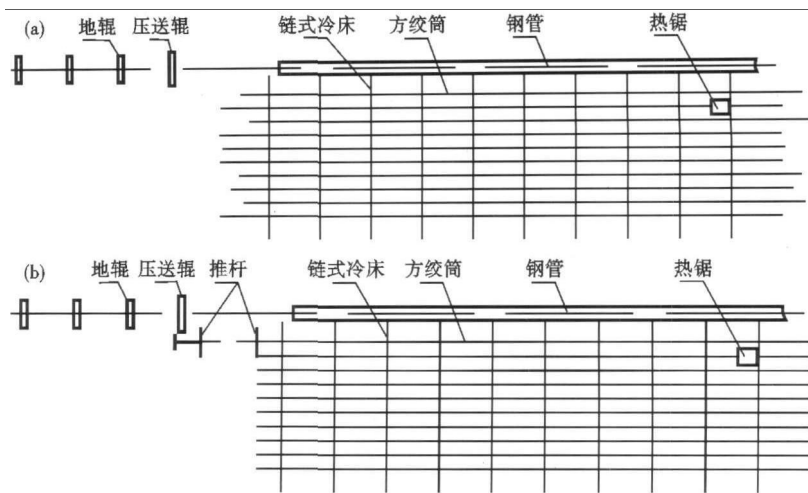 (a)
地辊 压送辊 链式冷床 方绞筒 钢管 热锯
(b)
地辊 压送辊 推杆 链式冷床 方绞筒 钢管 热锯